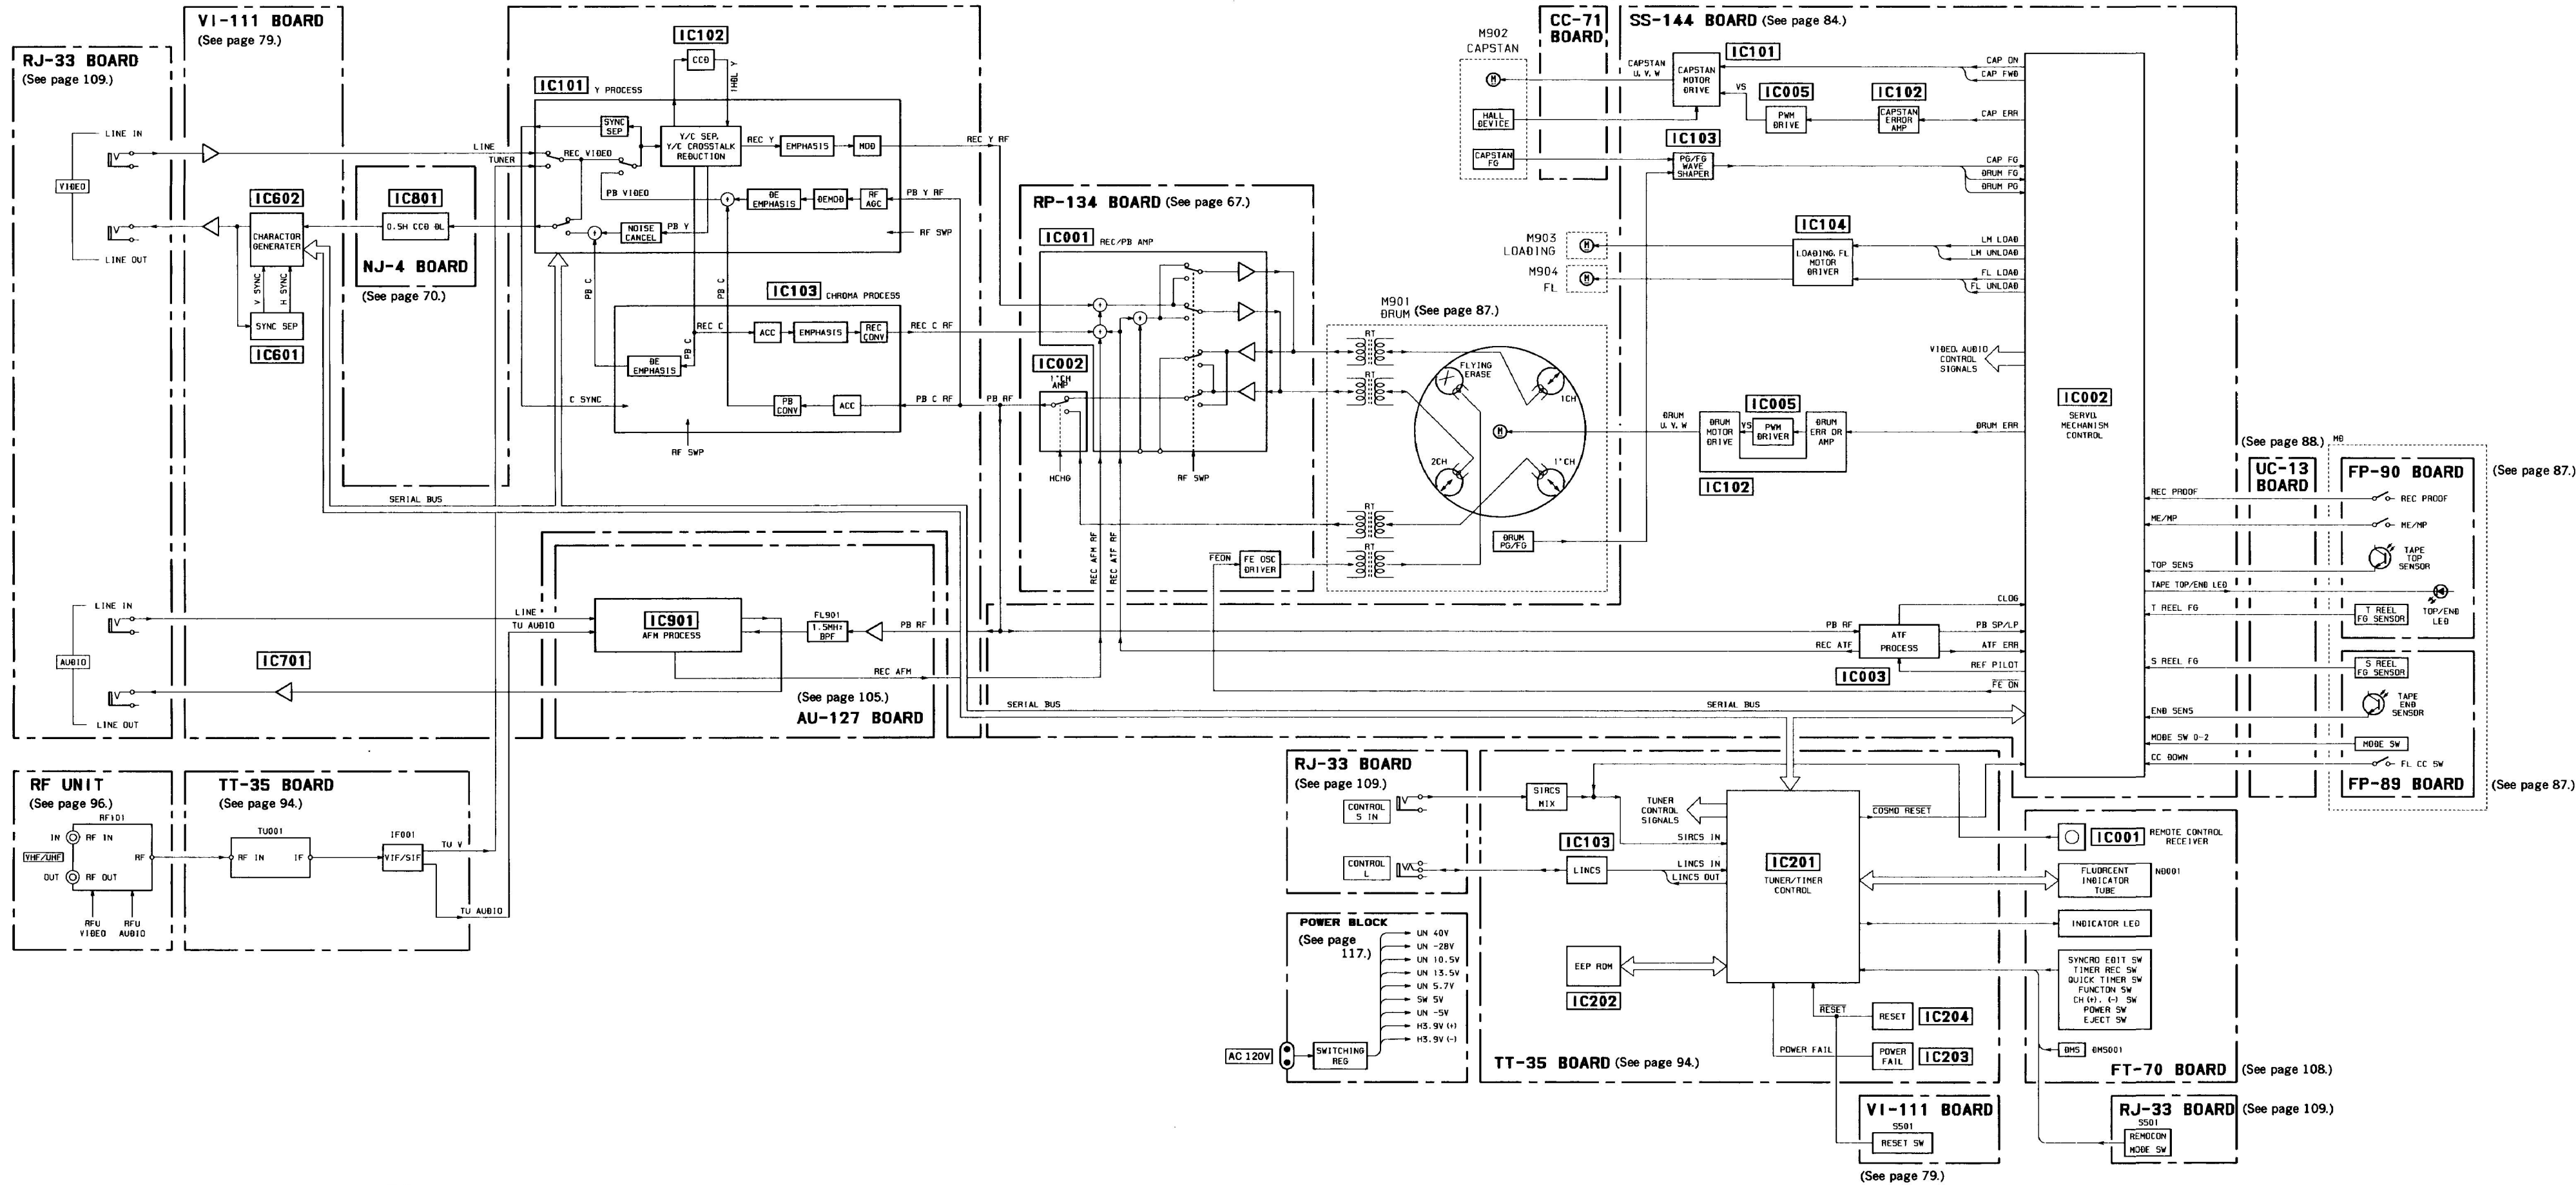 RJ-33 BOARD
(See page 109.)
LINE IN
VIDEO
LINE OUT
LINE IN
AUDIO
LINE OUT
VI-111 BOARD
(See page 79.)
IC602
CHARACTOR
GENERATER
V SYNC
H SYNC
SYNC SEP
IC601
IC701
IC801
0.5H CCD DL
NJ-4 BOARD
(See page 70.)
LINE
TUNER
SERIAL BUS
IC102
CCD
1HDL Y
IC101 Y PROCESS
SYNC
SEP
Y/C SEP,
Y/C CROSSTALK
REDUCTION
REC VIDEO
REC Y
EMPHASIS
MOD
REC Y RF
PB VIDEO
DE
EMPHASIS
DEMOD
RF
AGC
PB Y RF
NOISE
CANCEL
PB Y
RF SWP
PB C
PB C
IC103 CHROMA PROCESS
REC C
ACC
EMPHASIS
REC
CONV
REC C RF
DE
EMPHASIS
PB C
C SYNC
PB
CONV
ACC
PB C RF
PB RF
RF SWP
LINE
TU AUDIO
IC901
AFM PROCESS
FL901
1.5MHz
BPF
PB RF
REC AFM
(See page 105.)
AU-127 BOARD
RP-134 BOARD (See page 67.)
IC001 REC/PB AMP
IC002
1'CH
AMP
HCHG
RF SWP
REC AFM RF
REC ATF RF
FEON
FE OSC
DRIVER
M901
DRUM (See page 87.)
RT
RT
RT
RT
FLYING
ERASE
1CH
2CH
1'CH
M
DRUM
PG/FG
M902
CAPSTAN
M
HALL
DEVICE
CAPSTAN
FG
CC-71
BOARD
M903
LOADING
M
M904
FL
M
SS-144 BOARD (See page 84.)
CAPSTAN
U, V, W
CAPSTAN
MOTOR
DRIVE
IC101
VS
IC005
PWM
DRIVE
IC102
CAPSTAN
ERROR
AMP
CAP ON
CAP FWD
CAP ERR
IC103
PG/FG
WAVE
SHAPER
CAP FG
DRUM FG
DRUM PG
IC104
LOADING, FL
MOTOR
DRIVER
LM LOAD
LM UNLOAD
FL LOAD
FL UNLOAD
VIDEO, AUDIO
CONTROL
SIGNALS
IC002
SERVO,
MECHANISM
CONTROL
DRUM
U, V, W
DRUM
MOTOR
DRIVE
VS
IC005
PWM
DRIVER
DRUM
ERR OR
AMP
DRUM ERR
IC102
CLOG
PB RF
ATF
PROCESS
PB SP/LP
REC ATF
ATF ERR
IC003
REF PILOT
FE ON
SERIAL BUS
SERIAL BUS
(See page 88.)
UC-13
BOARD
MD
FP-90 BOARD
(See page 87.)
REC PROOF
REC PROOF
ME/MP
ME/MP
TOP SENS
TAPE
TOP
SENSOR
TAPE TOP/END LED
TOP/END
LED
T REEL FG
T REEL
FG SENSOR
S REEL FG
S REEL
FG SENSOR
END SENS
TAPE
END
SENSOR
MODE SW 0-2
MODE SW
CC DOWN
FL CC SW
FP-89 BOARD
(See page 87.)
RF UNIT
(See page 96.)
RF101
IN
RF IN
VHF/UHF
RF
OUT
RF OUT
RFU
VIDEO
RFU
AUDIO
TT-35 BOARD
(See page 94.)
TU001
RF IN
IF
IF001
VIF/SIF
TU V
TU AUDIO
RJ-33 BOARD
(See page 109.)
CONTROL
S IN
CONTROL
L
POWER BLOCK
(See page
117.)
UN 40V
UN -28V
UN 10.5V
UN 13.5V
UN 5.7V
SW 5V
UN -5V
H3.9V (+)
H3.9V (-)
AC 120V
SWITCHING
REG
SIRCS
MIX
TUNER
CONTROL
SIGNALS
SIRCS IN
IC103
LINCS
LINCS IN
LINCS OUT
IC201
TUNER/TIMER
CONTROL
COSMO RESET
EEP ROM
IC202
RESET
RESET
IC204
POWER FAIL
POWER
FAIL
IC203
TT-35 BOARD (See page 94.)
IC001
REMOTE CONTROL
RECEIVER
FLUORCENT
INDICATOR
TUBE
ND001
INDICATOR LED
SYNCRO EDIT SW
TIMER REC SW
QUICK TIMER SW
FUNCTON SW
CH (+), (-) SW
POWER SW
EJECT SW
DMS
DMS001
FT-70 BOARD
(See page 108.)
VI-111 BOARD
S501
RESET SW
(See page 79.)
RJ-33 BOARD
(See page 109.)
S501
REMOCON
MODE SW